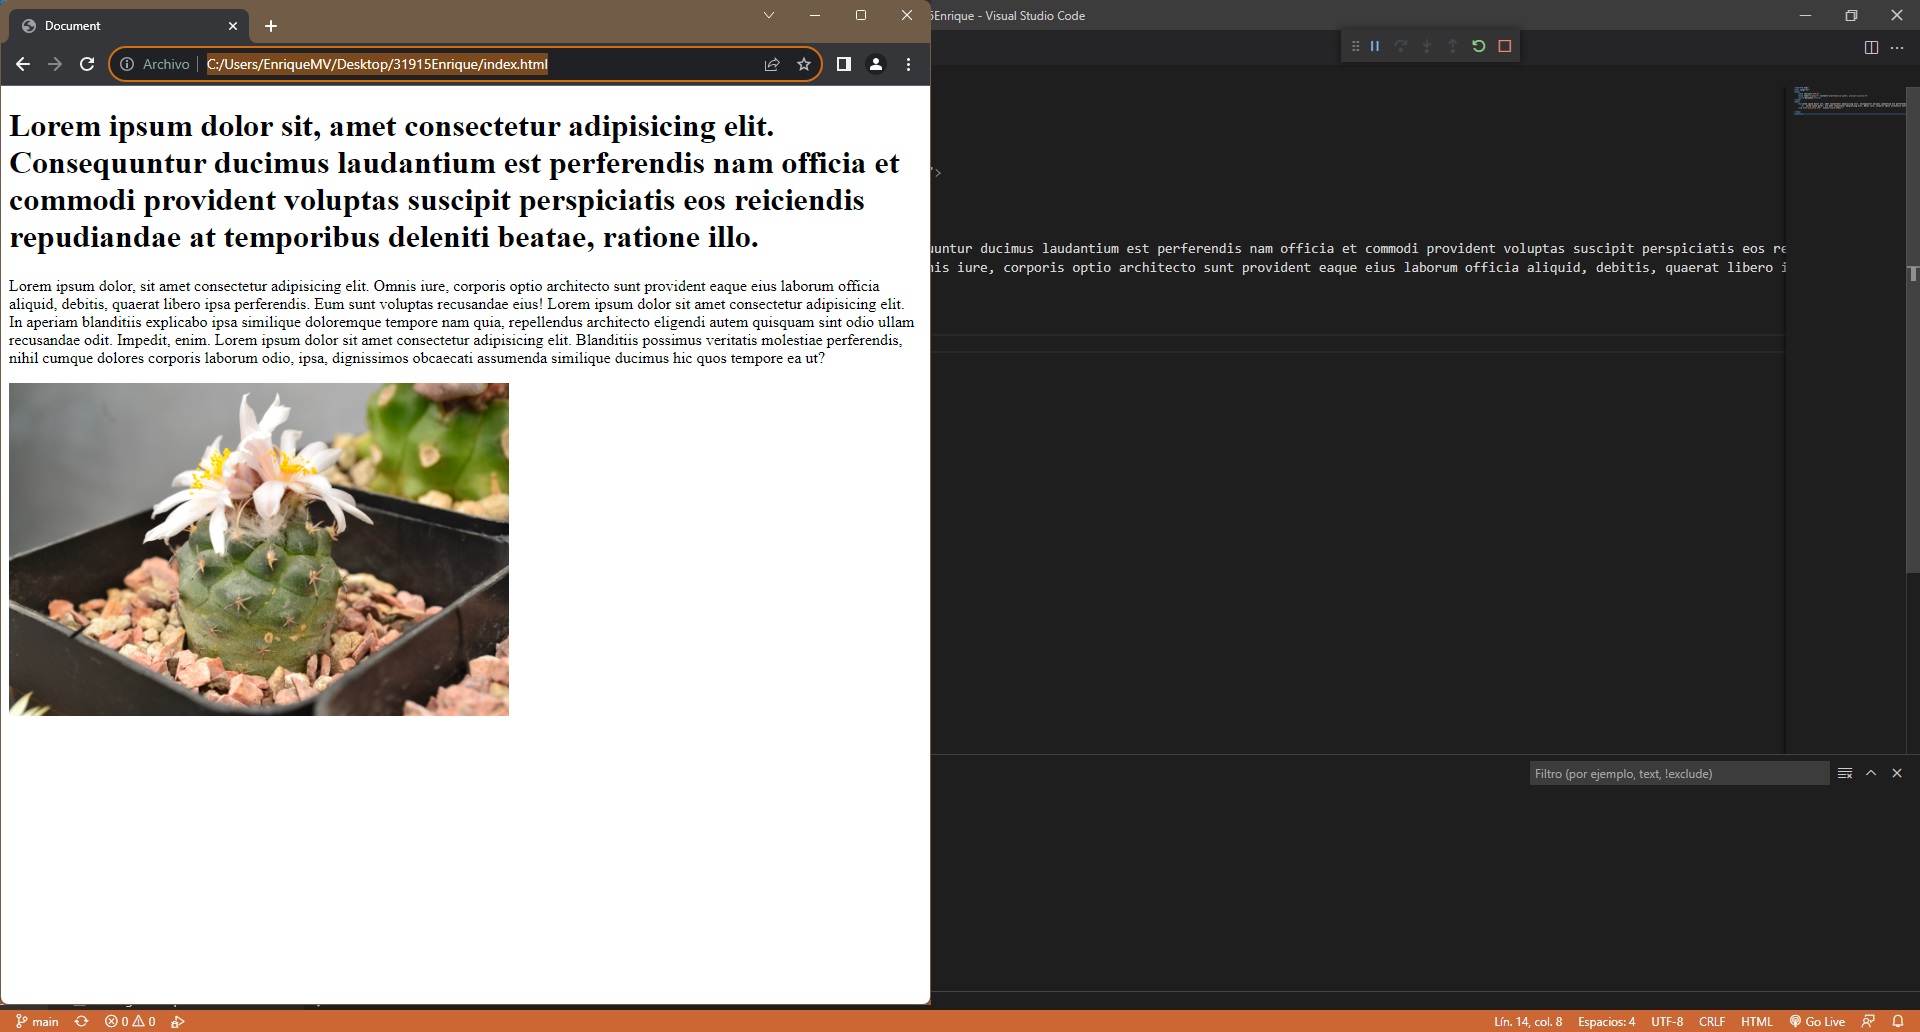 Document
5Enrique - Visual Studio Code
Archivo
C:/Users/EnriqueMV/Desktop/31915Enrique/index.html
Lorem ipsum dolor sit, amet consectetur adipisicing elit.
Consequuntur ducimus laudantium est perferendis nam officia et
commodi provident voluptas suscipit perspiciatis eos reiciendis
repudiandae at temporibus deleniti beatae, ratione illo.
Lorem ipsum dolor, sit amet consectetur adipisicing elit. Omnis iure, corporis optio architecto sunt provident eaque eius laborum officia
aliquid, debitis, quaerat libero ipsa perferendis. Eum sunt voluptas recusandae eius! Lorem ipsum dolor sit amet consectetur adipisicing elit.
In aperiam blanditiis explicabo ipsa similique doloremque tempore nam quia, repellendus architecto eligendi autem quisquam sint odio ullam
recusandae odit. Impedit, enim. Lorem ipsum dolor sit amet consectetur adipisicing elit. Blanditiis possimus veritatis molestiae perferendis,
nihil cumque dolores corporis laborum odio, ipsa, dignissimos obcaecati assumenda similique ducimus hic quos tempore ea ut?
">
untur ducimus laudantium est perferendis nam officia et commodi provident voluptas suscipit perspiciatis eos re
is iure, corporis optio architecto sunt provident eaque eius laborum officia aliquid, debitis, quaerat libero i
Filtro (por ejemplo, text, !exclude)
main
0 0
Lín. 14, col. 8
Espacios: 4
UTF-8
CRLF
HTML
Go Live